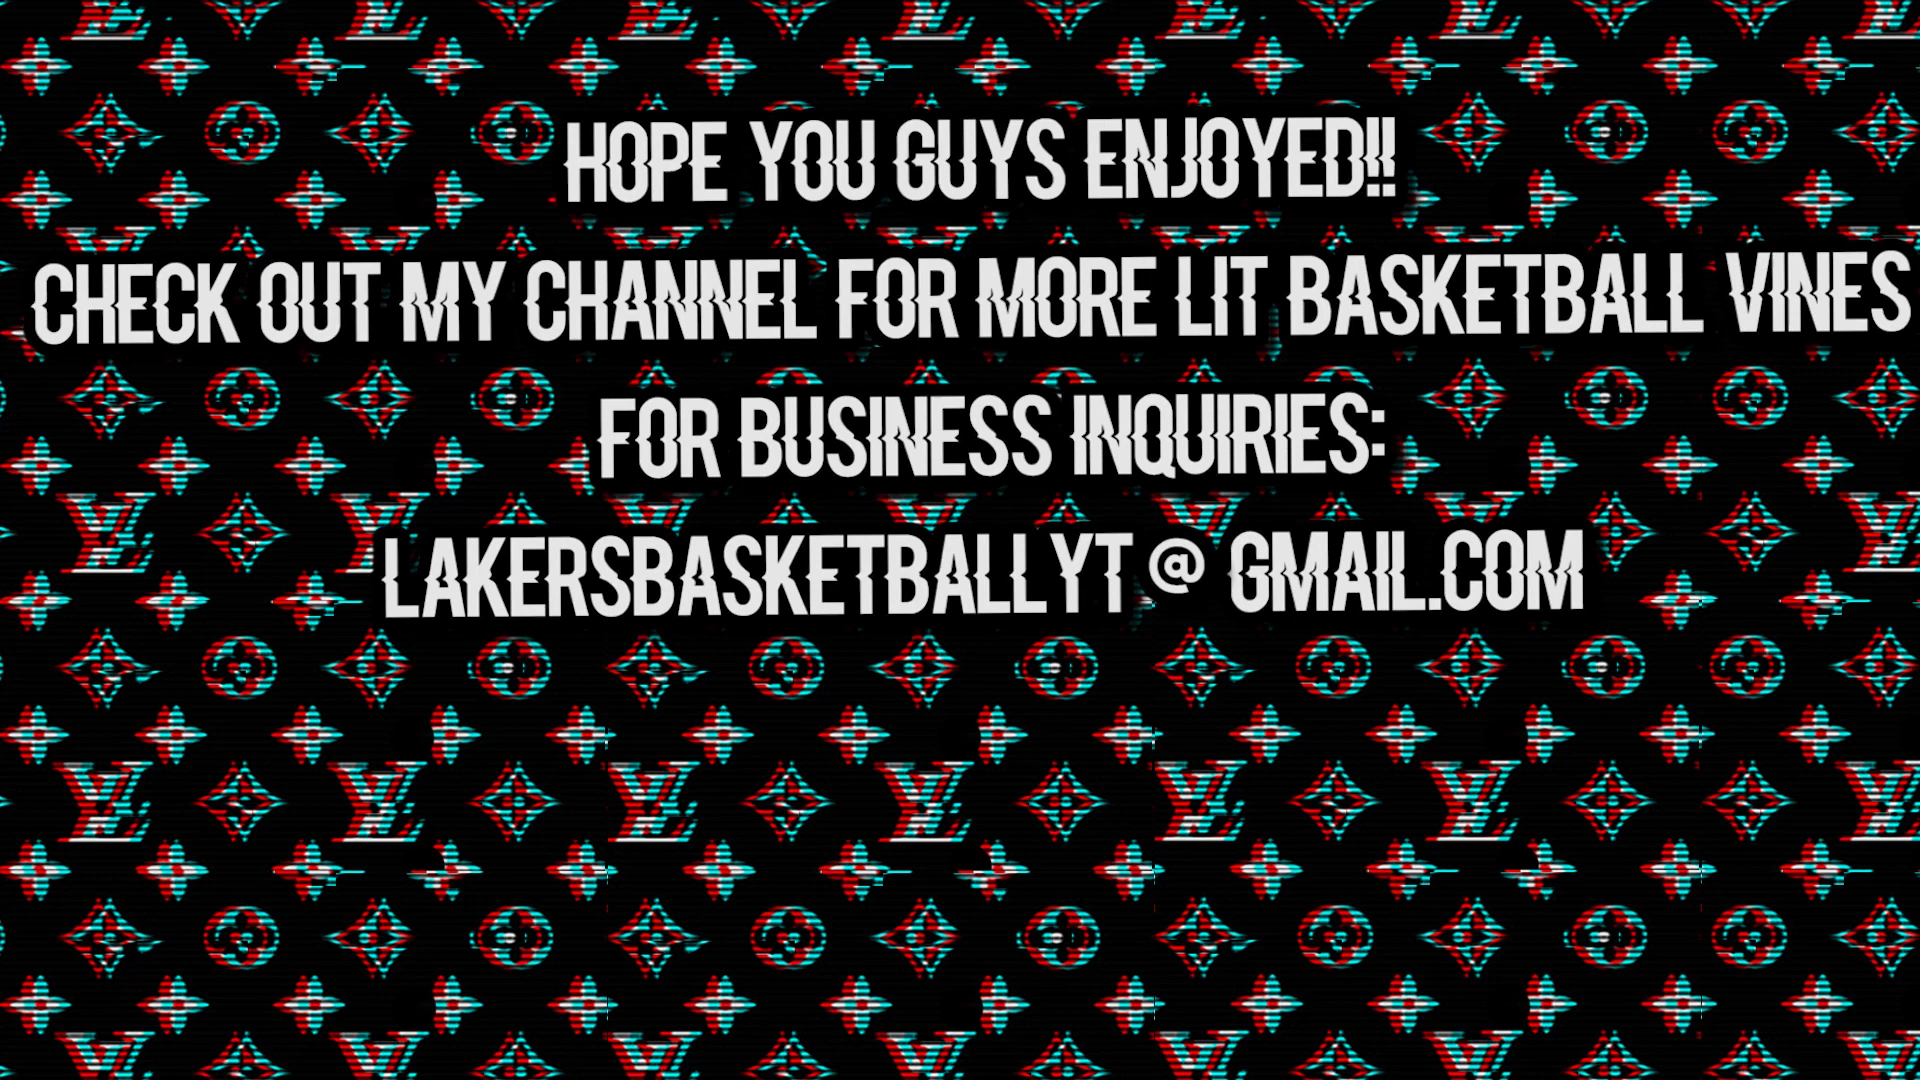 HOPE YOU GUYS ENJOYED!!
CHECK OUT MY CHANNEL FOR MORE LIT BASKETBALL VINES
FOR BUSINESS INQUIRIES:
LAKERSBASKETBALLYT @ GMAIL.COM